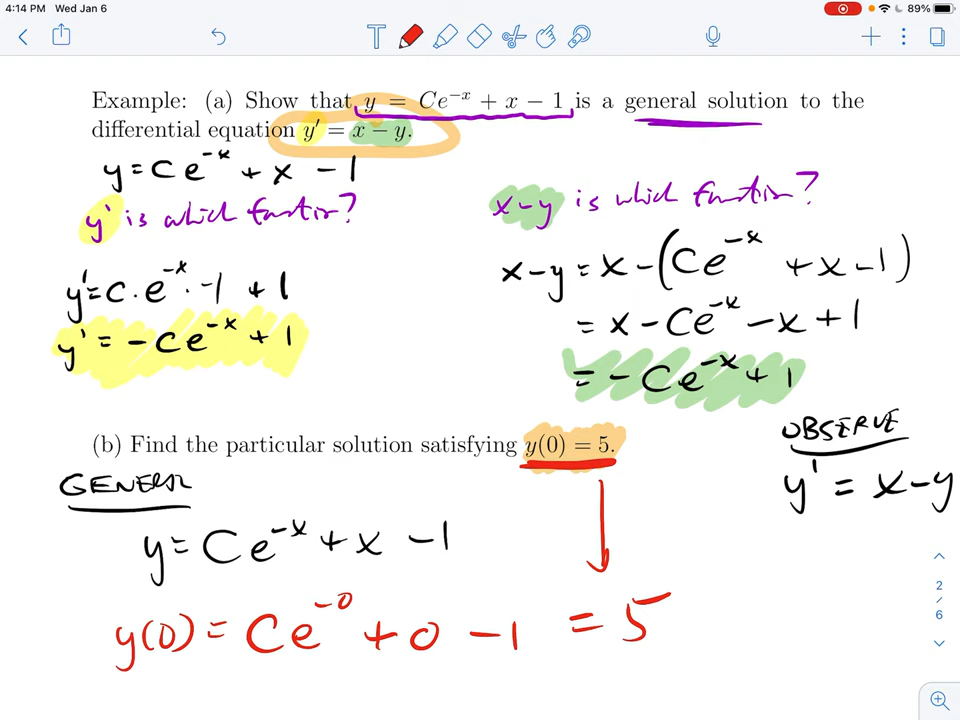 4:14 PM Wed Jan 6
89%
Example: (a) Show that y = Ce⁻ˣ + x − 1 is a general solution to the
differential equation y′ = x − y.
y = Ce⁻ˣ + x − 1
y' is which function?
x−y is which function?
y' = C·e⁻ˣ·−1 + 1
y' = −Ce⁻ˣ + 1
x−y = x − (Ce⁻ˣ + x − 1)
= x − Ce⁻ˣ − x + 1
= −Ce⁻ˣ + 1
(b) Find the particular solution satisfying y(0) = 5.
OBSERVE
y' = x − y
GENERAL
y = Ce⁻ˣ + x − 1
y(0) = Ce⁻⁰ + 0 − 1 = 5
2
/
6